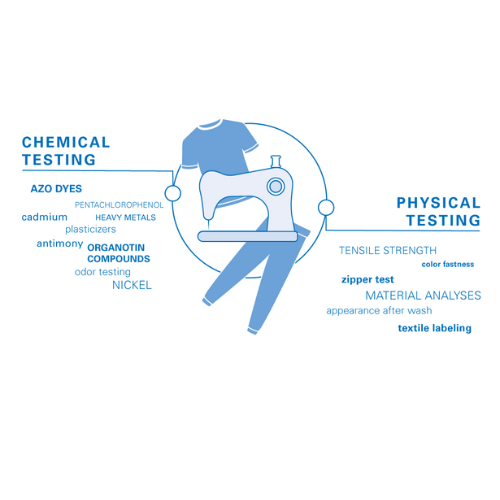 CHEMICAL
TESTING
AZO DYES
PENTACHLOROPHENOL
cadmium
HEAVY METALS
plasticizers
antimony
ORGANOTIN
COMPOUNDS
odor testing
NICKEL
PHYSICAL
TESTING
TENSILE STRENGTH
color fastness
zipper test
MATERIAL ANALYSES
appearance after wash
textile labeling